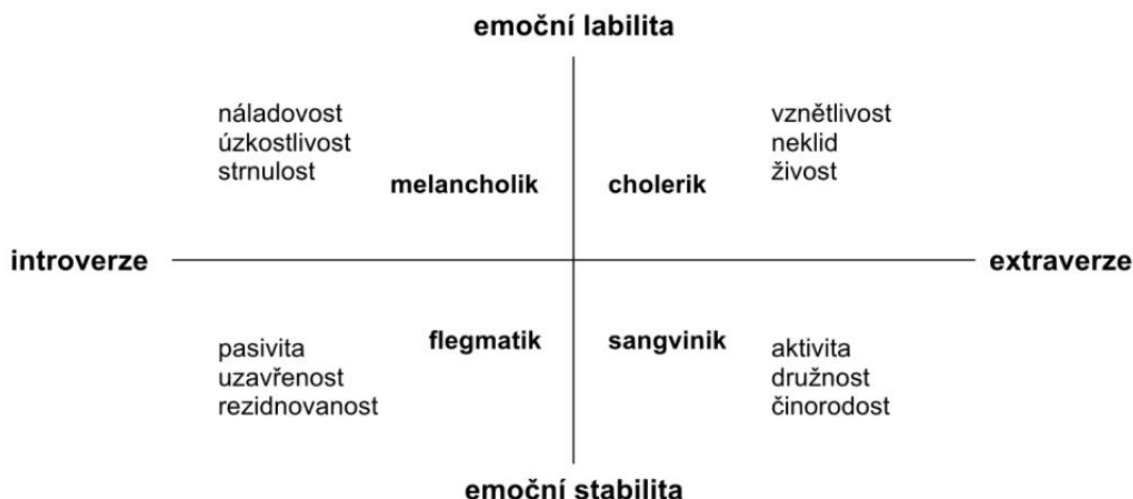 emoční labilita
náladovost
úzkostlivost
strnulost
melancholik
vznětlivost
neklid
živost
cholerik
introverze
extraverze
pasivita
uzavřenost
rezidnovanost
flegmatik
sangvinik
aktivita
družnost
činorodost
emoční stabilita